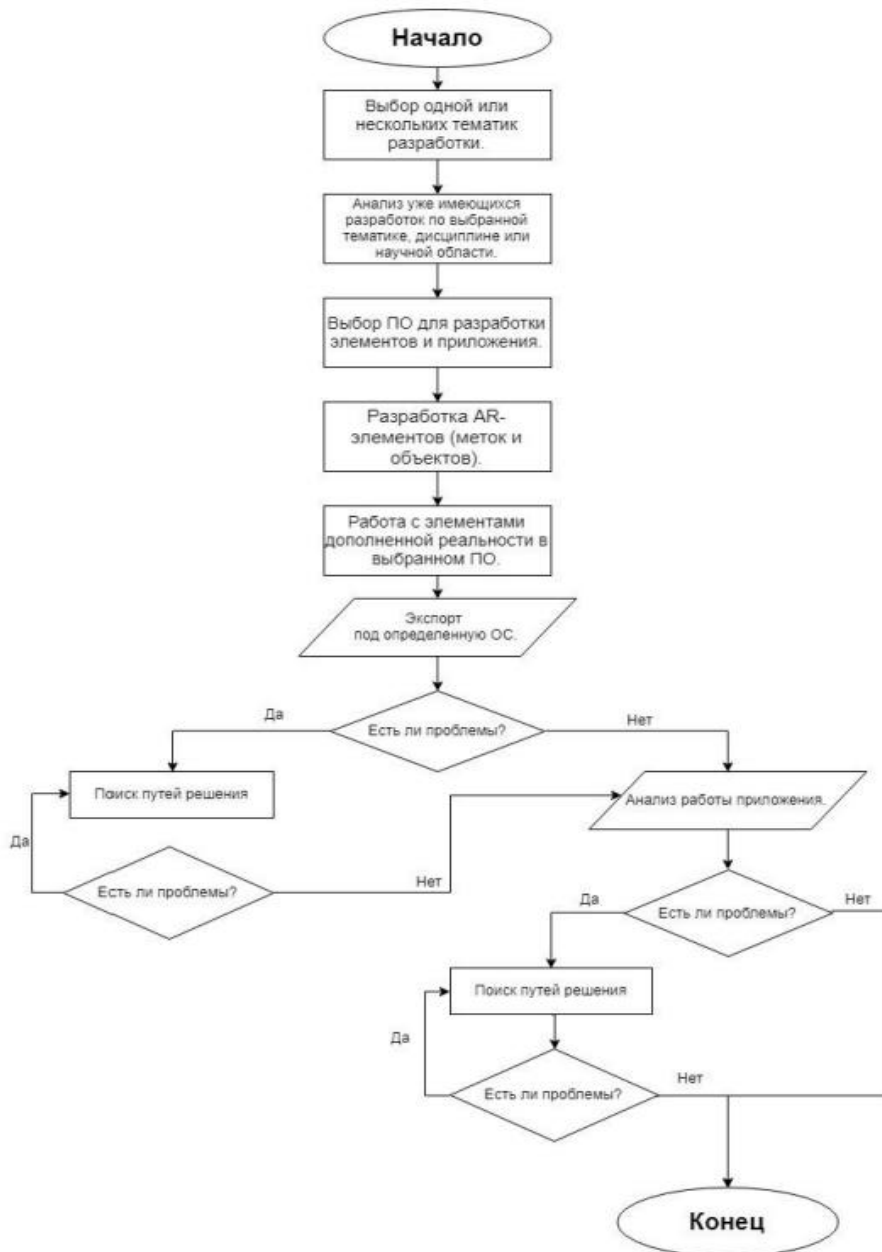 Начало
Выбор одной или
нескольких тематик
разработки.
Анализ уже имеющихся
разработок по выбранной
тематике, дисциплине или
научной области.
Выбор ПО для разработки
элементов и приложения.
Разработка AR-
элементов (меток и
объектов).
Работа с элементами
дополненной реальности в
выбранном ПО.
Экспорт
под определенную ОС.
Есть ли проблемы?
Да
Нет
Поиск путей решения
Анализ работы приложения.
Да
Есть ли проблемы?
Нет
Да
Есть ли проблемы?
Нет
Поиск путей решения
Да
Есть ли проблемы?
Нет
Конец